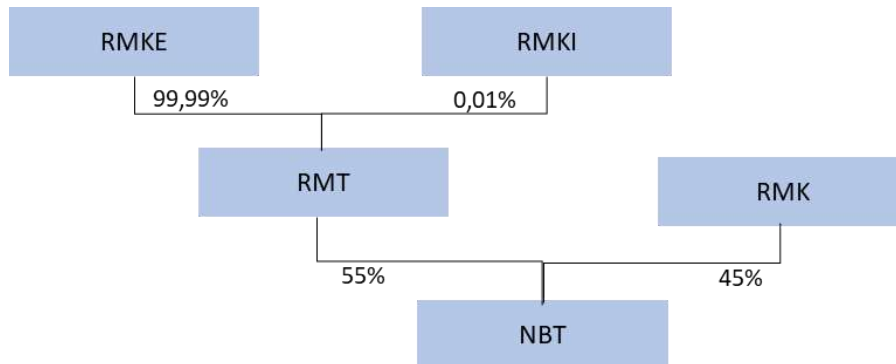 RMKE
RMKI
99,99%
0,01%
RMT
RMK
55%
45%
NBT